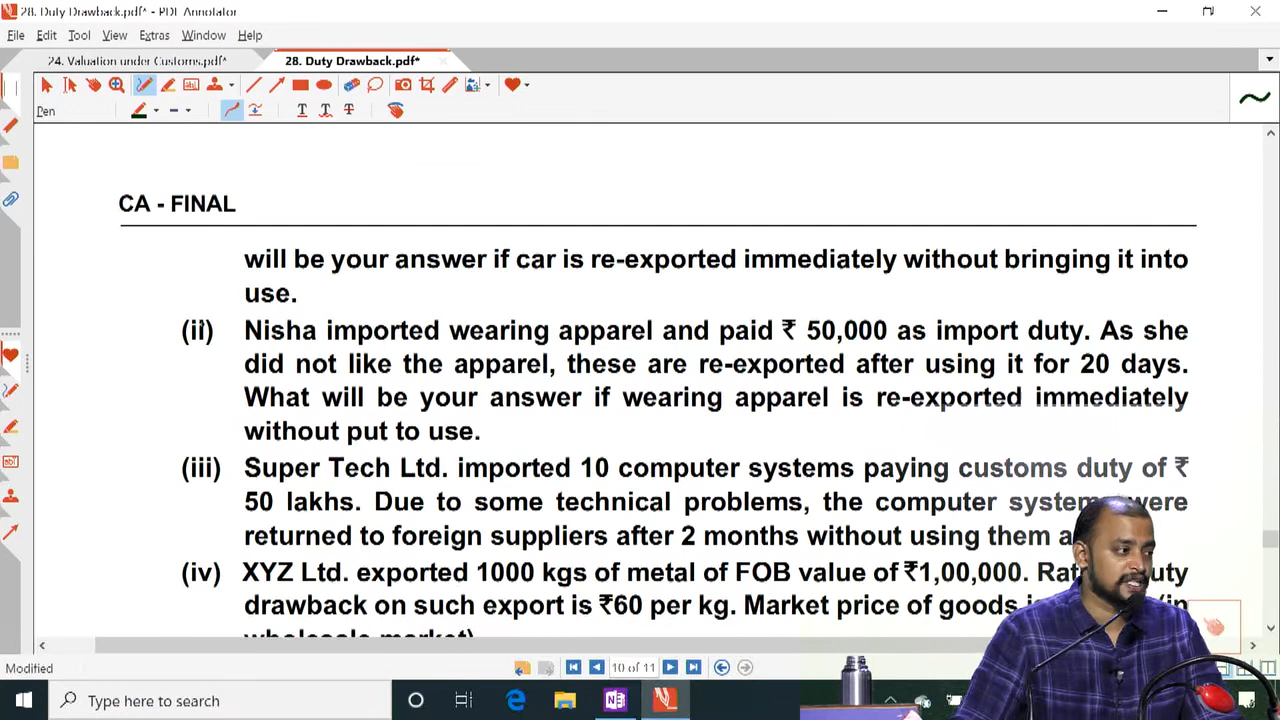 28. Duty Drawback.pdf* - PDF Annotator
File Edit Tool View Extras Window Help
24. Valuation under Customs.pdf* 28. Duty Drawback.pdf*
Pen
CA - FINAL
will be your answer if car is re-exported immediately without bringing it into
use.
(ii) Nisha imported wearing apparel and paid ₹ 50,000 as import duty. As she
did not like the apparel, these are re-exported after using it for 20 days.
What will be your answer if wearing apparel is re-exported immediately
without put to use.
(iii) Super Tech Ltd. imported 10 computer systems paying customs duty of ₹
50 lakhs. Due to some technical problems, the computer system were
returned to foreign suppliers after 2 months without using them
(iv) XYZ Ltd. exported 1000 kgs of metal of FOB value of ₹1,00,000.
drawback on such export is ₹60 per kg. Market price of goods (in
wholesale market)
Modified 10 of 11
Type here to search